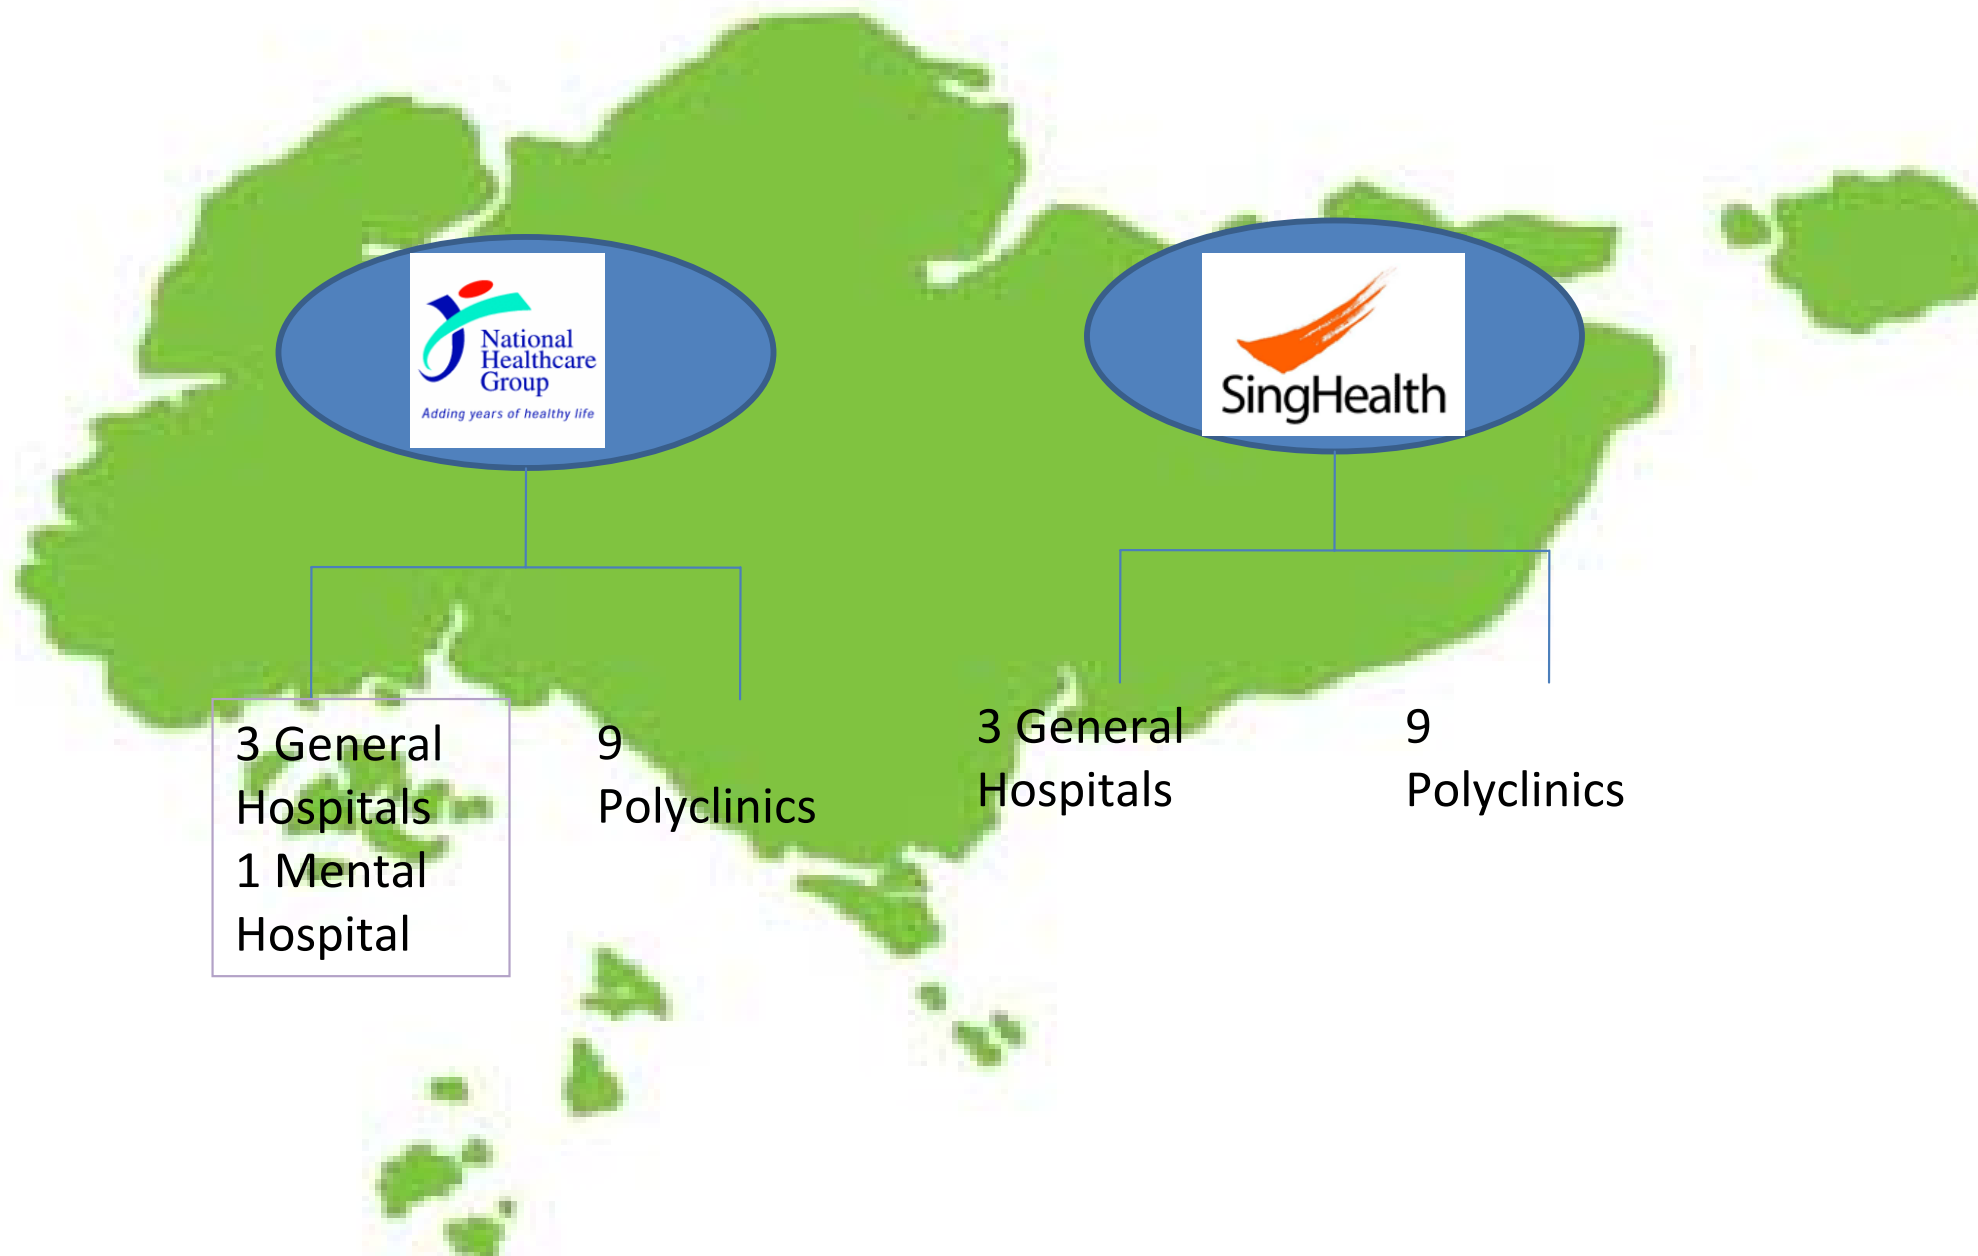 National
Healthcare
Group
Adding years of healthy life
SingHealth
3 General
Hospitals
1 Mental
Hospital
9
Polyclinics
3 General
Hospitals
9
Polyclinics